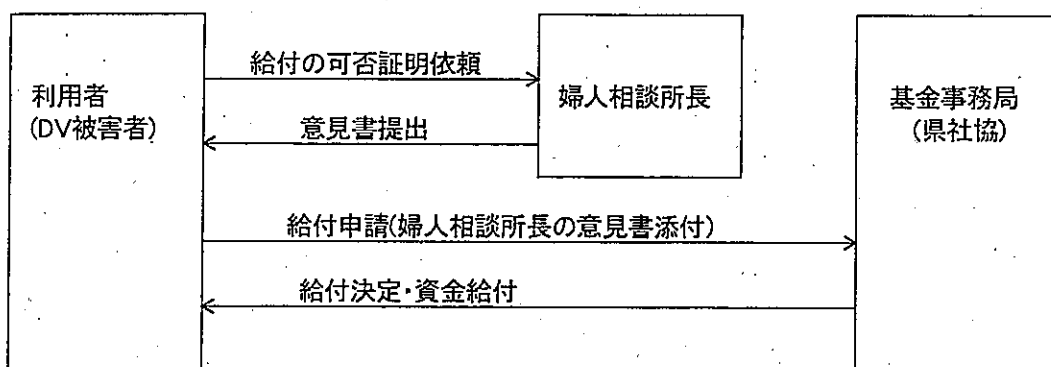 給付の可否証明依頼
利用者
(DV被害者)
婦人相談所長
基金事務局
(県社協)
意見書提出
給付申請(婦人相談所長の意見書添付)
給付決定・資金給付